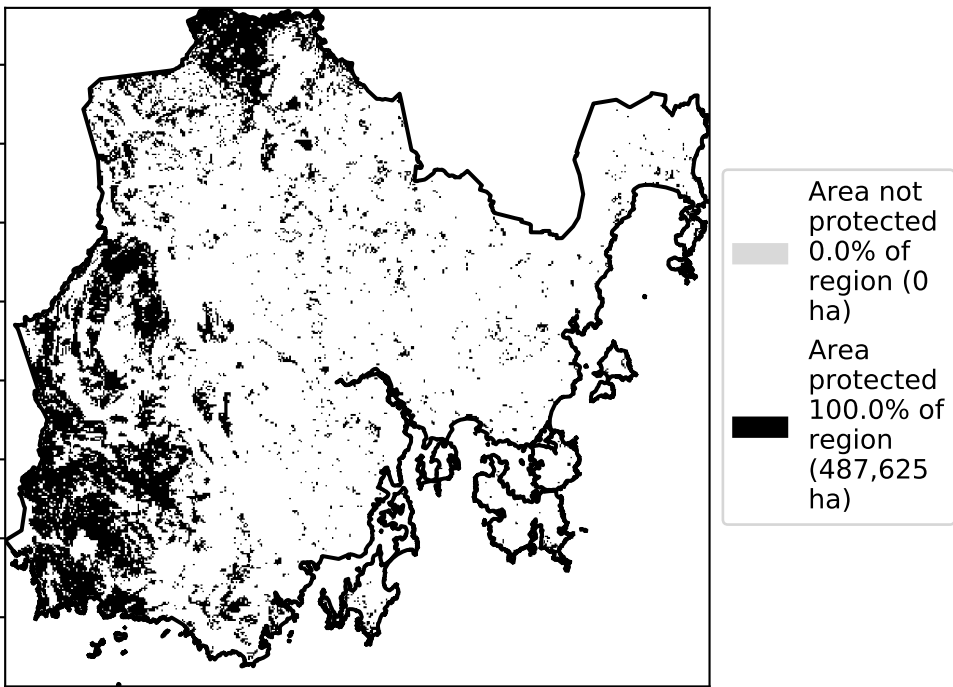 Area not
protected
0.0% of
region (0
ha)
Area
protected
100.0% of
region
(487,625
ha)